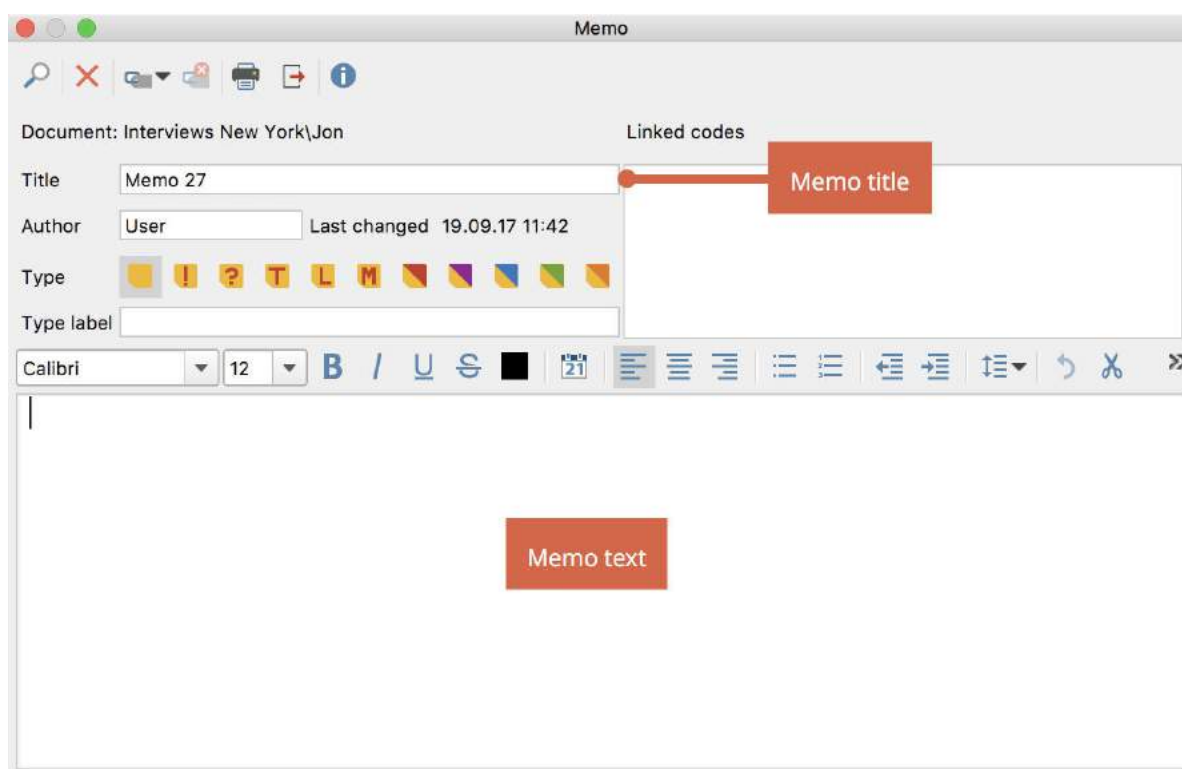 Memo
Document: Interviews New York\Jon
Linked codes
Title Memo 27
Memo title
Author User Last changed 19.09.17 11:42
Type ! ? T L M
Type label
Calibri 12 B I U S 21
Memo text